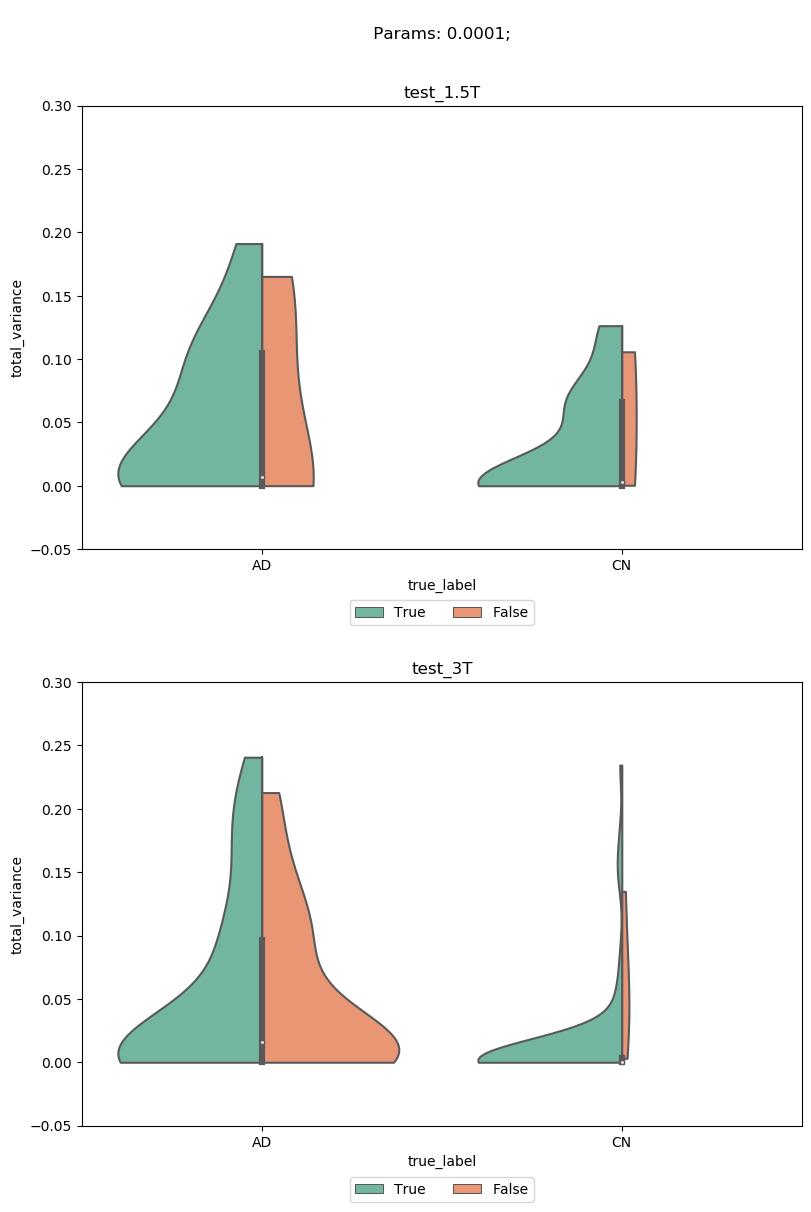 Params: 0.0001;
test_1.5T
0.30
0.25
0.20
0.15
0.10
0.05
0.00
−0.05
total_variance
AD CN
true_label
True False
test_3T
0.30
0.25
0.20
0.15
0.10
0.05
0.00
−0.05
total_variance
AD CN
true_label
True False